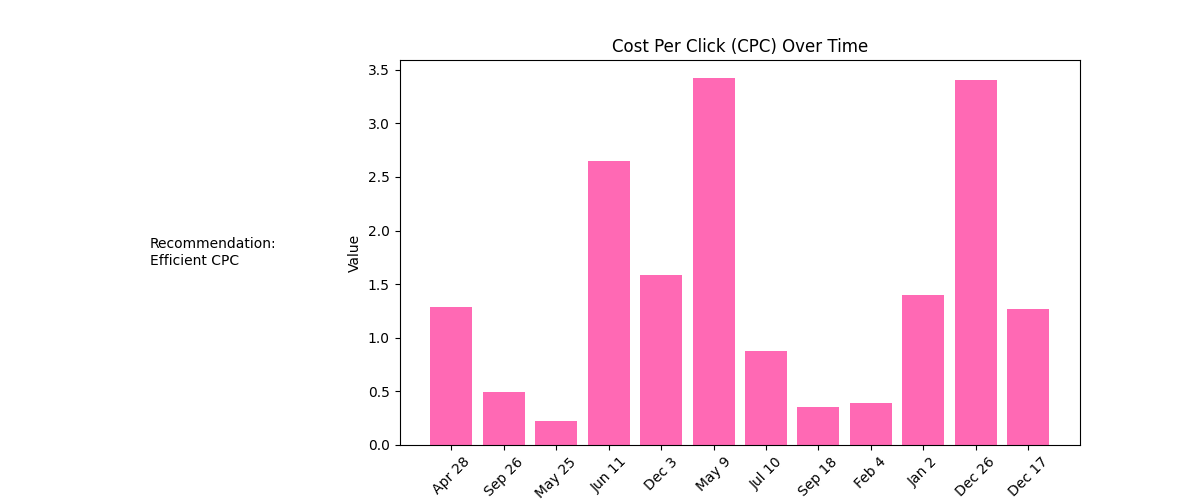 Cost Per Click (CPC) Over Time
Recommendation:
Efficient CPC
Value
3.5
3.0
2.5
2.0
1.5
1.0
0.5
0.0
Apr 28
Sep 26
May 25
Jun 11
Dec 3
May 9
Jul 10
Sep 18
Feb 4
Jan 2
Dec 26
Dec 17